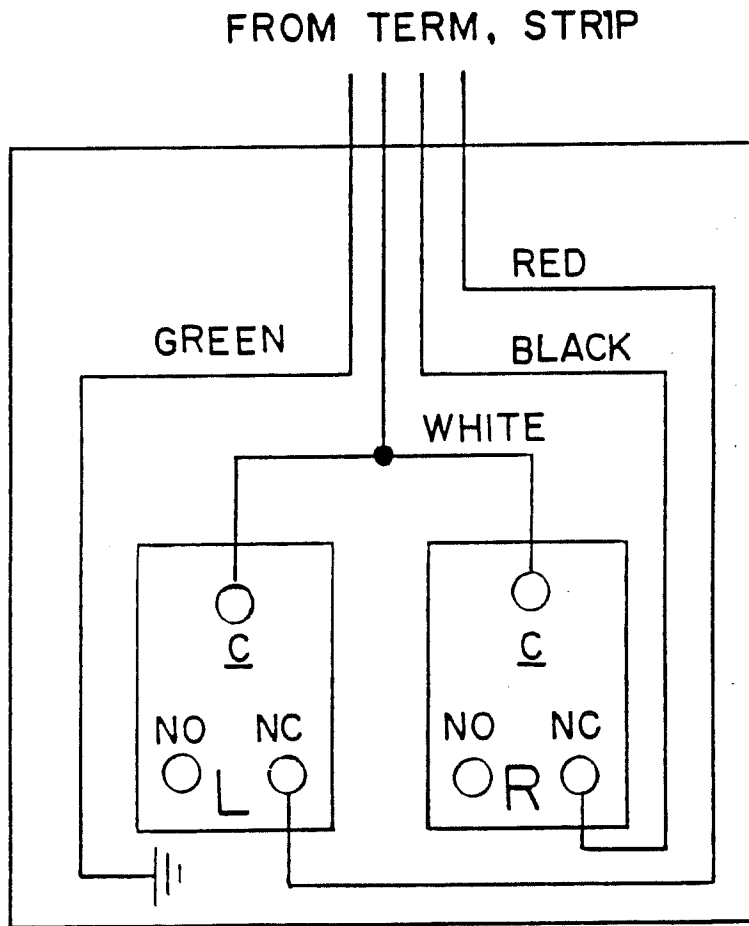 FROM TERM, STRIP
RED
GREEN
BLACK
WHITE
C
C
NO NC
NO NC
L
R